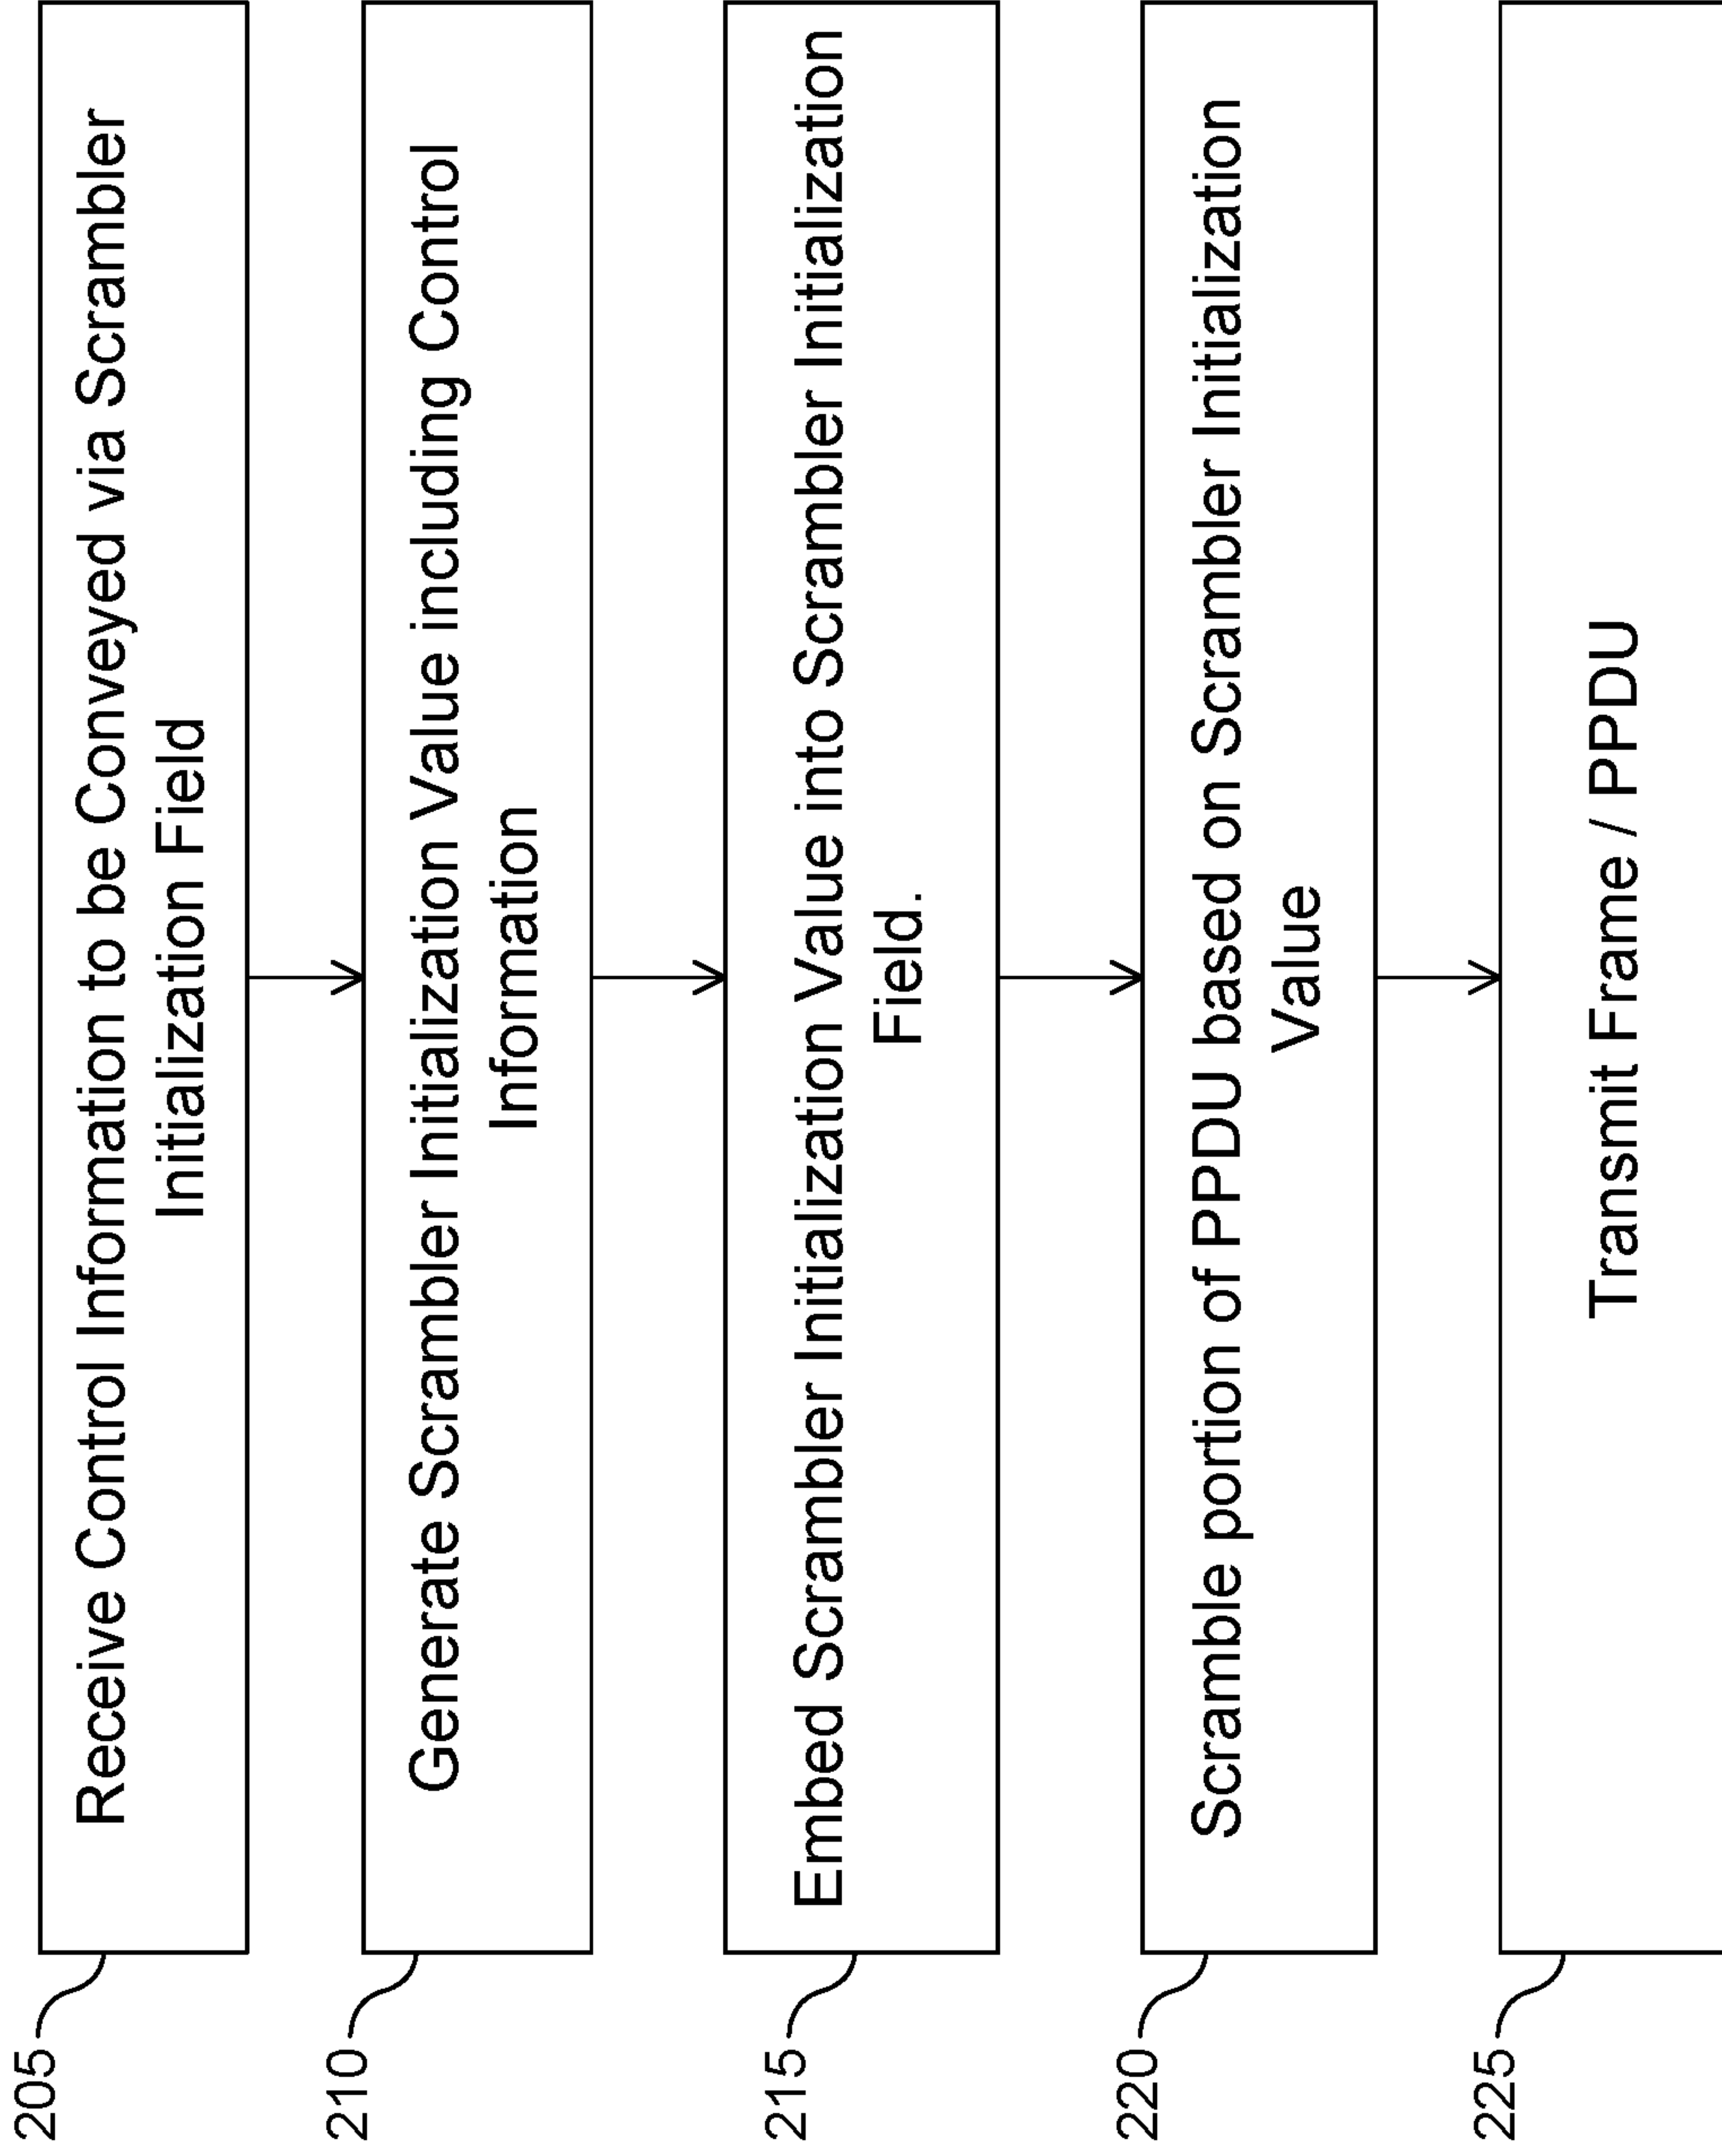 205
Receive Control Information to be Conveyed via Scrambler
Initialization Field
210
Generate Scrambler Initialization Value including Control
Information
215
Embed Scrambler Initialization Value into Scrambler Initialization
Field.
220
Scramble portion of PPDU based on Scrambler Initialization
Value
225
Transmit Frame / PPDU